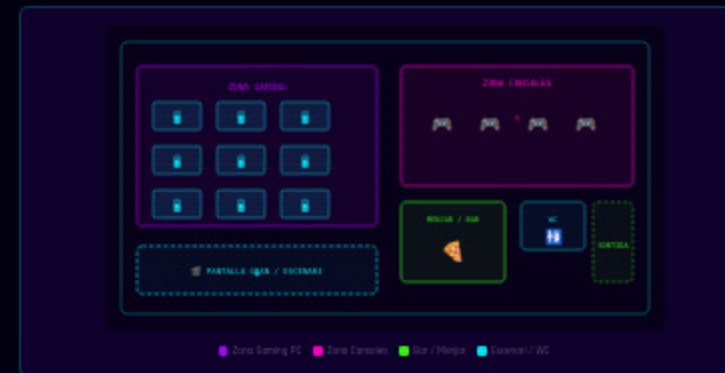 ZONA GAMING
ZONA CONSOLES
MENJAR / BAR
WC
SORTIDA
PANTALLA GRAN / ESCENARI
Zona Gaming PC
Zona Consoles
Bar / Menjar
Escenari / WC